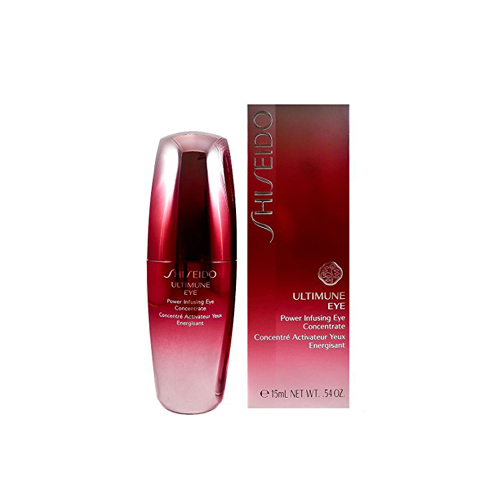 SHISEIDO
ULTIMUNE
EYE
Power Infusing Eye
Concentrate
Concentré Activateur Yeux
Energisant
SHISEIDO
ULTIMUNE
EYE
Power Infusing Eye
Concentrate
Concentré Activateur Yeux
Energisant
e 15mL NET WT. .54 OZ